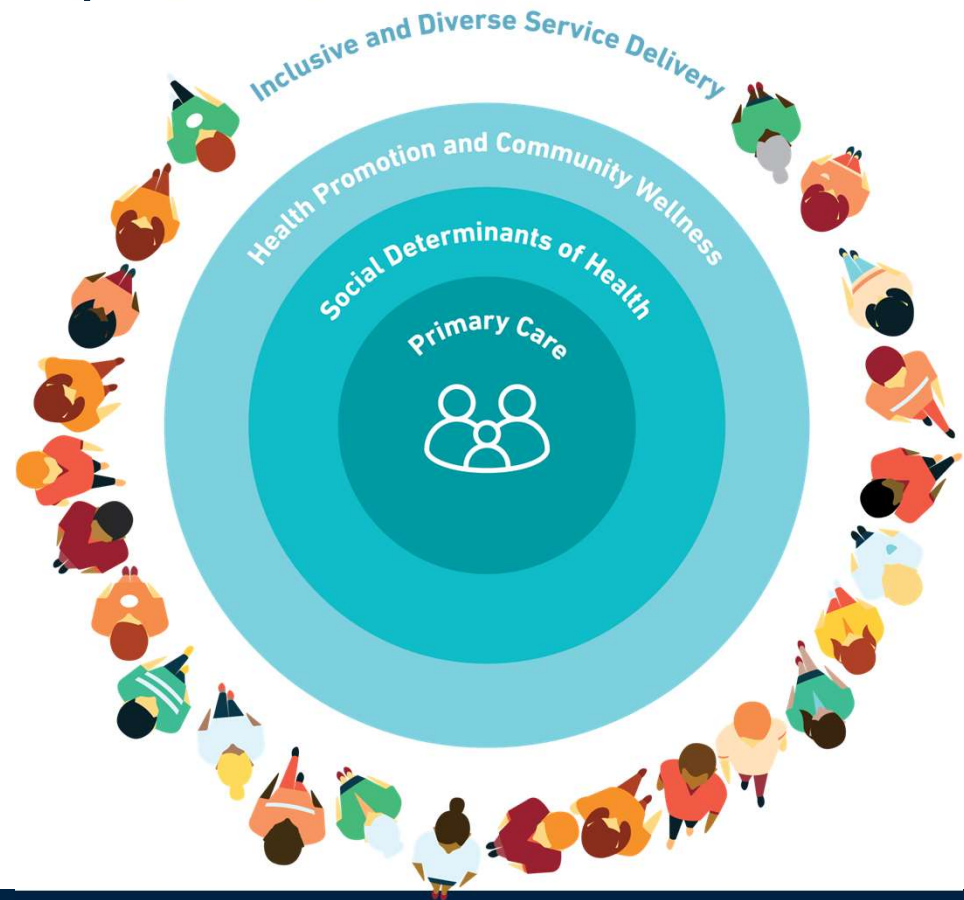 Inclusive and Diverse Service Delivery
Health Promotion and Community Wellness
Social Determinants of Health
Primary Care